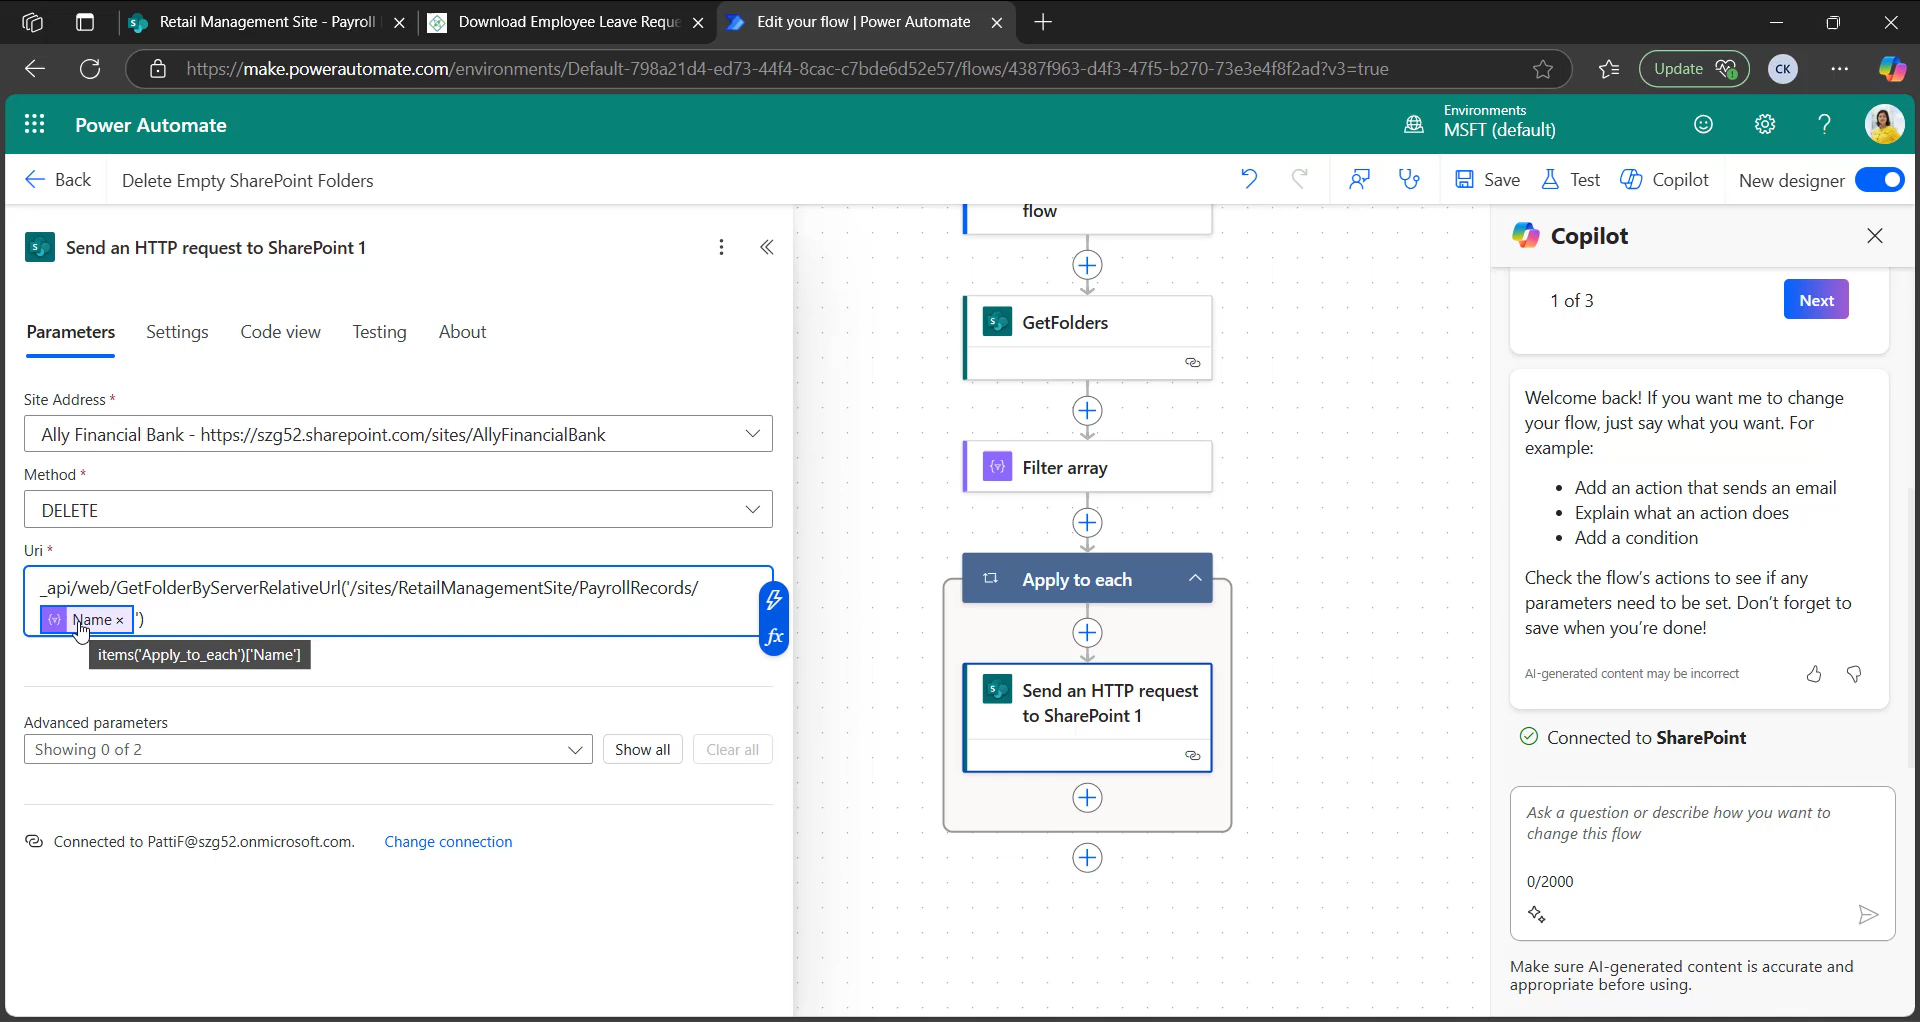 Retail Management Site - Payroll
Download Employee Leave Reque
Edit your flow | Power Automate
https://make.powerautomate.com/environments/Default-798a21d4-ed73-44f4-8cac-c7bde6d52e57/flows/4387f963-d4f3-47f5-b270-73e3e4f8f2ad?v3=true
Update
CK
Power Automate
Environments
MSFT (default)
Back
Delete Empty SharePoint Folders
Save
Test
Copilot
New designer
Send an HTTP request to SharePoint 1
Parameters
Settings
Code view
Testing
About
Site Address *
Ally Financial Bank - https://szg52.sharepoint.com/sites/AllyFinancialBank
Method *
DELETE
Uri *
_api/web/GetFolderByServerRelativeUrl('/sites/RetailManagementSite/PayrollRecords/
Name × ')
items('Apply_to_each')['Name']
fx
Advanced parameters
Showing 0 of 2
Show all
Clear all
Connected to PattiF@szg52.onmicrosoft.com.
Change connection
flow
GetFolders
Filter array
Apply to each
Send an HTTP request
to SharePoint 1
Copilot
1 of 3
Next
Welcome back! If you want me to change
your flow, just say what you want. For
example:
• Add an action that sends an email
• Explain what an action does
• Add a condition
Check the flow's actions to see if any
parameters need to be set. Don't forget to
save when you're done!
AI-generated content may be incorrect
Connected to SharePoint
Ask a question or describe how you want to
change this flow
0/2000
Make sure AI-generated content is accurate and
appropriate before using.